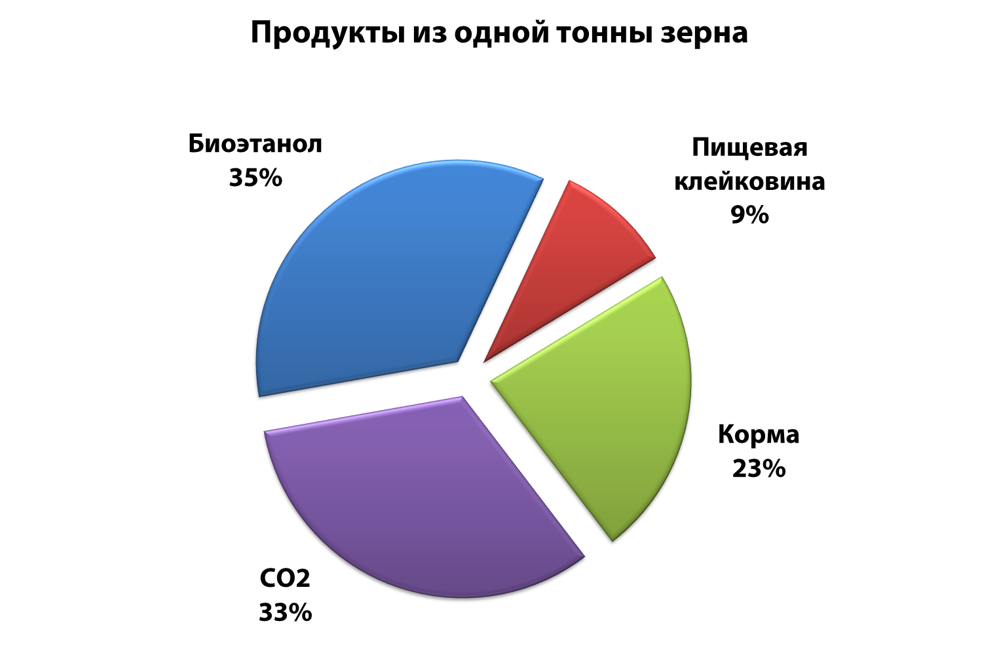 Продукты из одной тонны зерна
Биоэтанол
35%
Пищевая
клейковина
9%
Корма
23%
CO2
33%